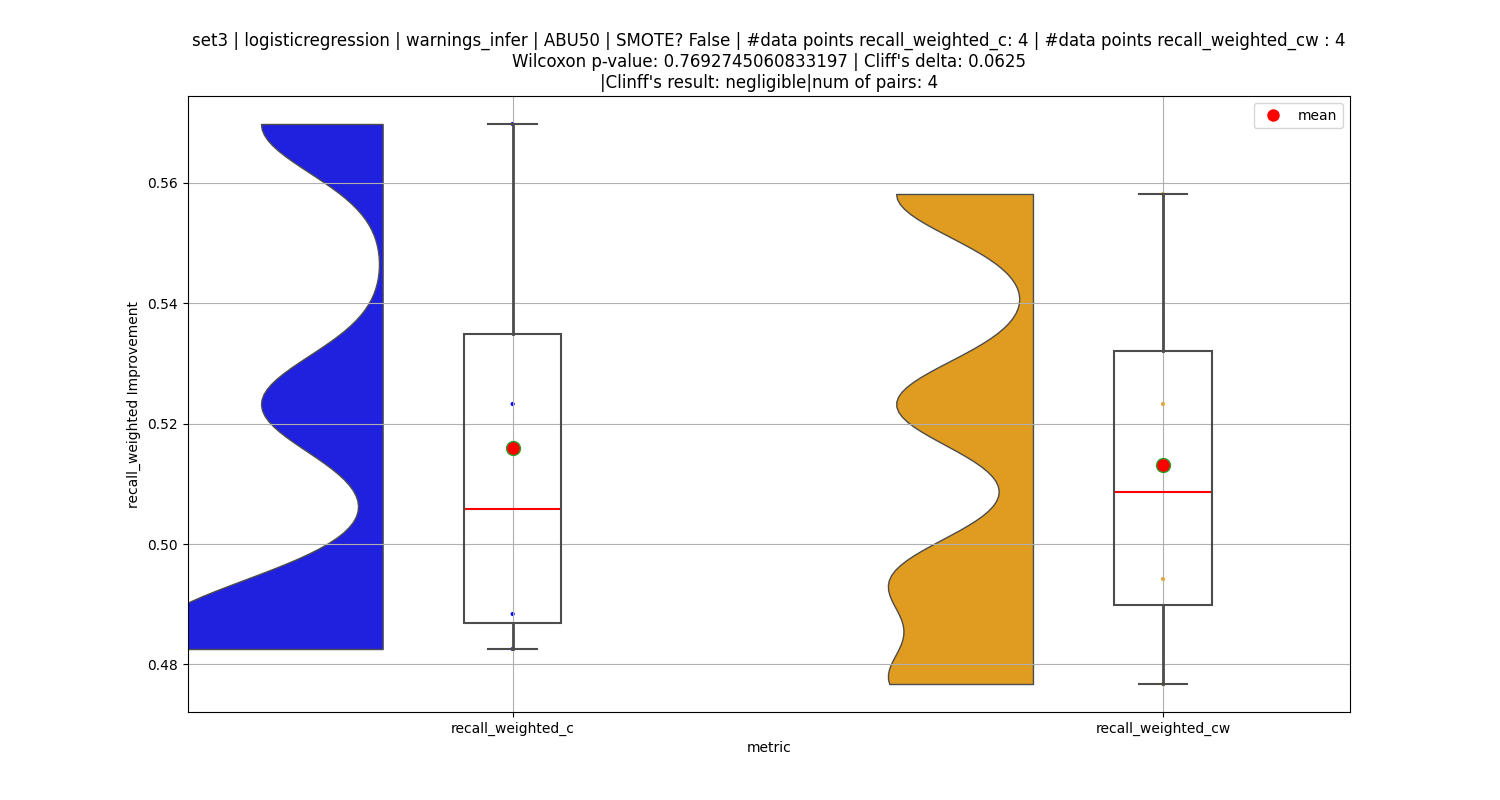 set3 | logisticregression | warnings_infer | ABU50 | SMOTE? False | #data points recall_weighted_c: 4 | #data points recall_weighted_cw : 4
Wilcoxon p-value: 0.7692745060833197 | Cliff's delta: 0.0625
|Clinff's result: negligible|num of pairs: 4
mean
0.56
0.54
0.52
0.50
0.48
recall_weighted Improvement
recall_weighted_c
recall_weighted_cw
metric